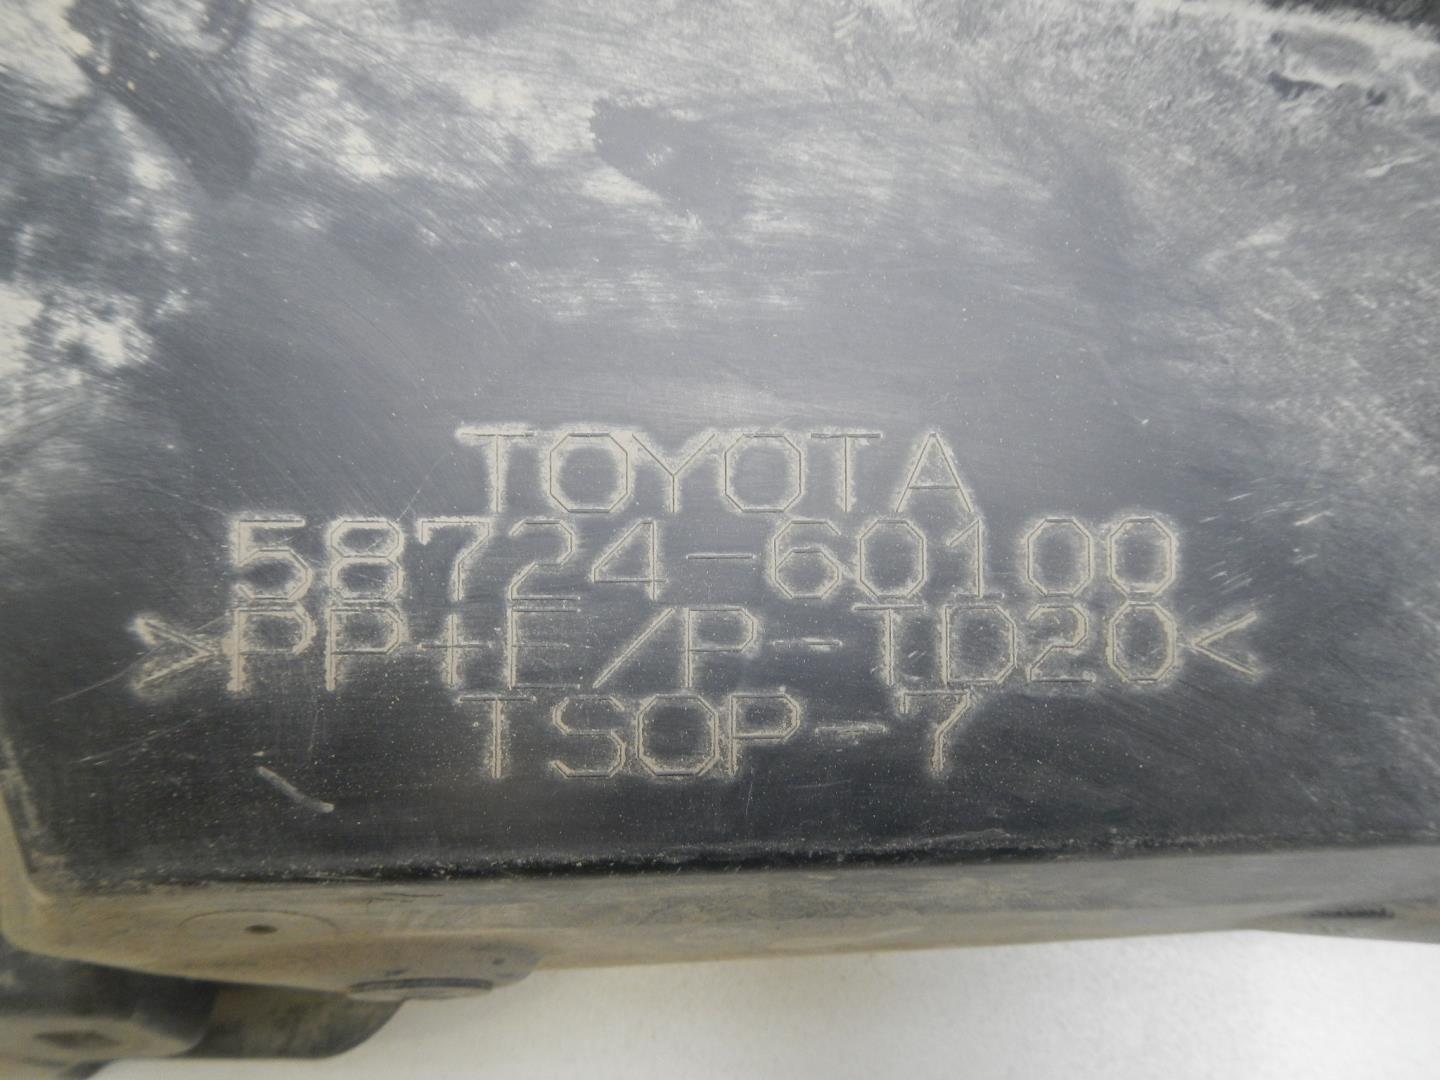 TOYOTA
58724-60100
>PP+E/P-TD20<
TSOP-7